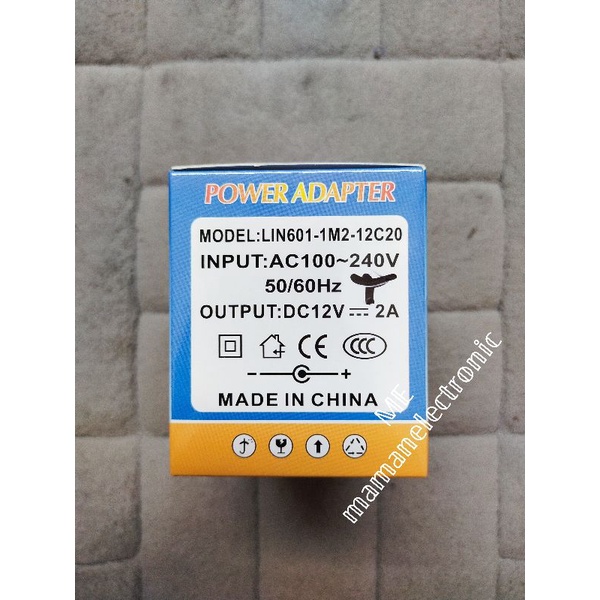 POWER ADAPTER
MODEL:LIN601-1M2-12C20
INPUT:AC100~240V
50/60Hz
OUTPUT:DC12V ⎓ 2A
CE CCC
- +
MADE IN CHINA
ME
mamanelectronic